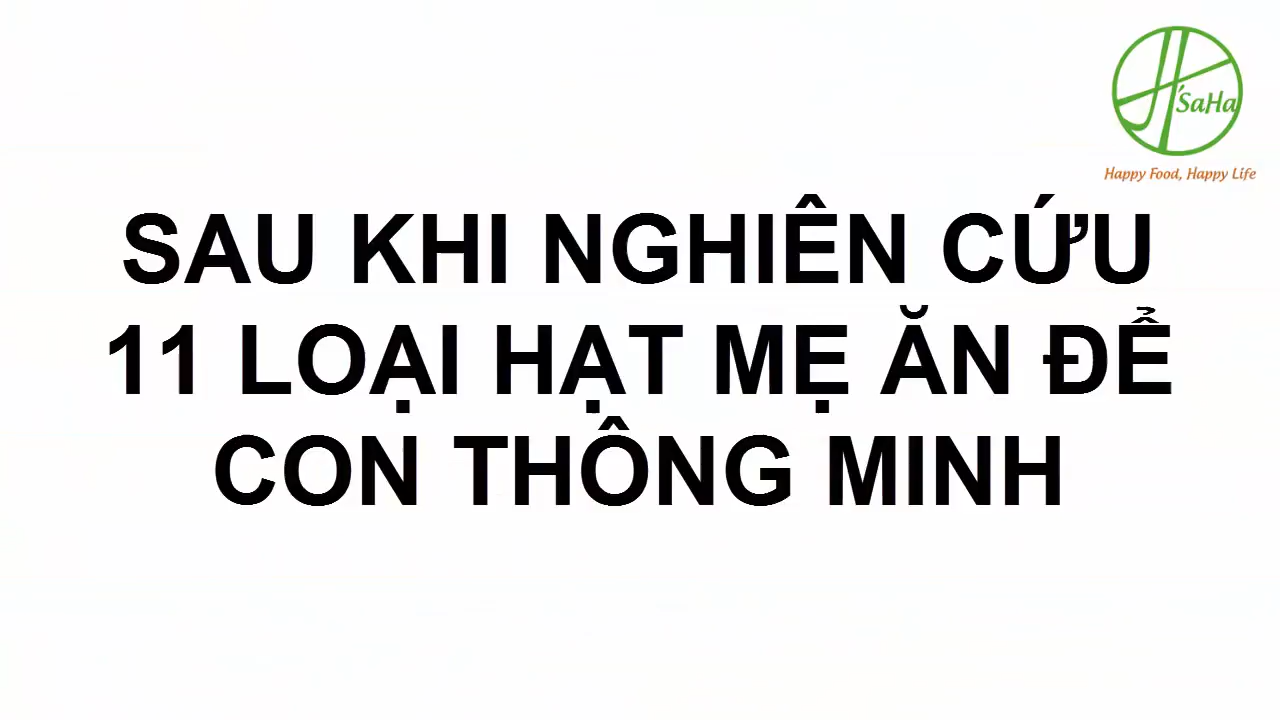 H'SaHa
Happy Food, Happy Life
SAU KHI NGHIÊN CỨU
11 LOẠI HẠT MẸ ĂN ĐỂ
CON THÔNG MINH